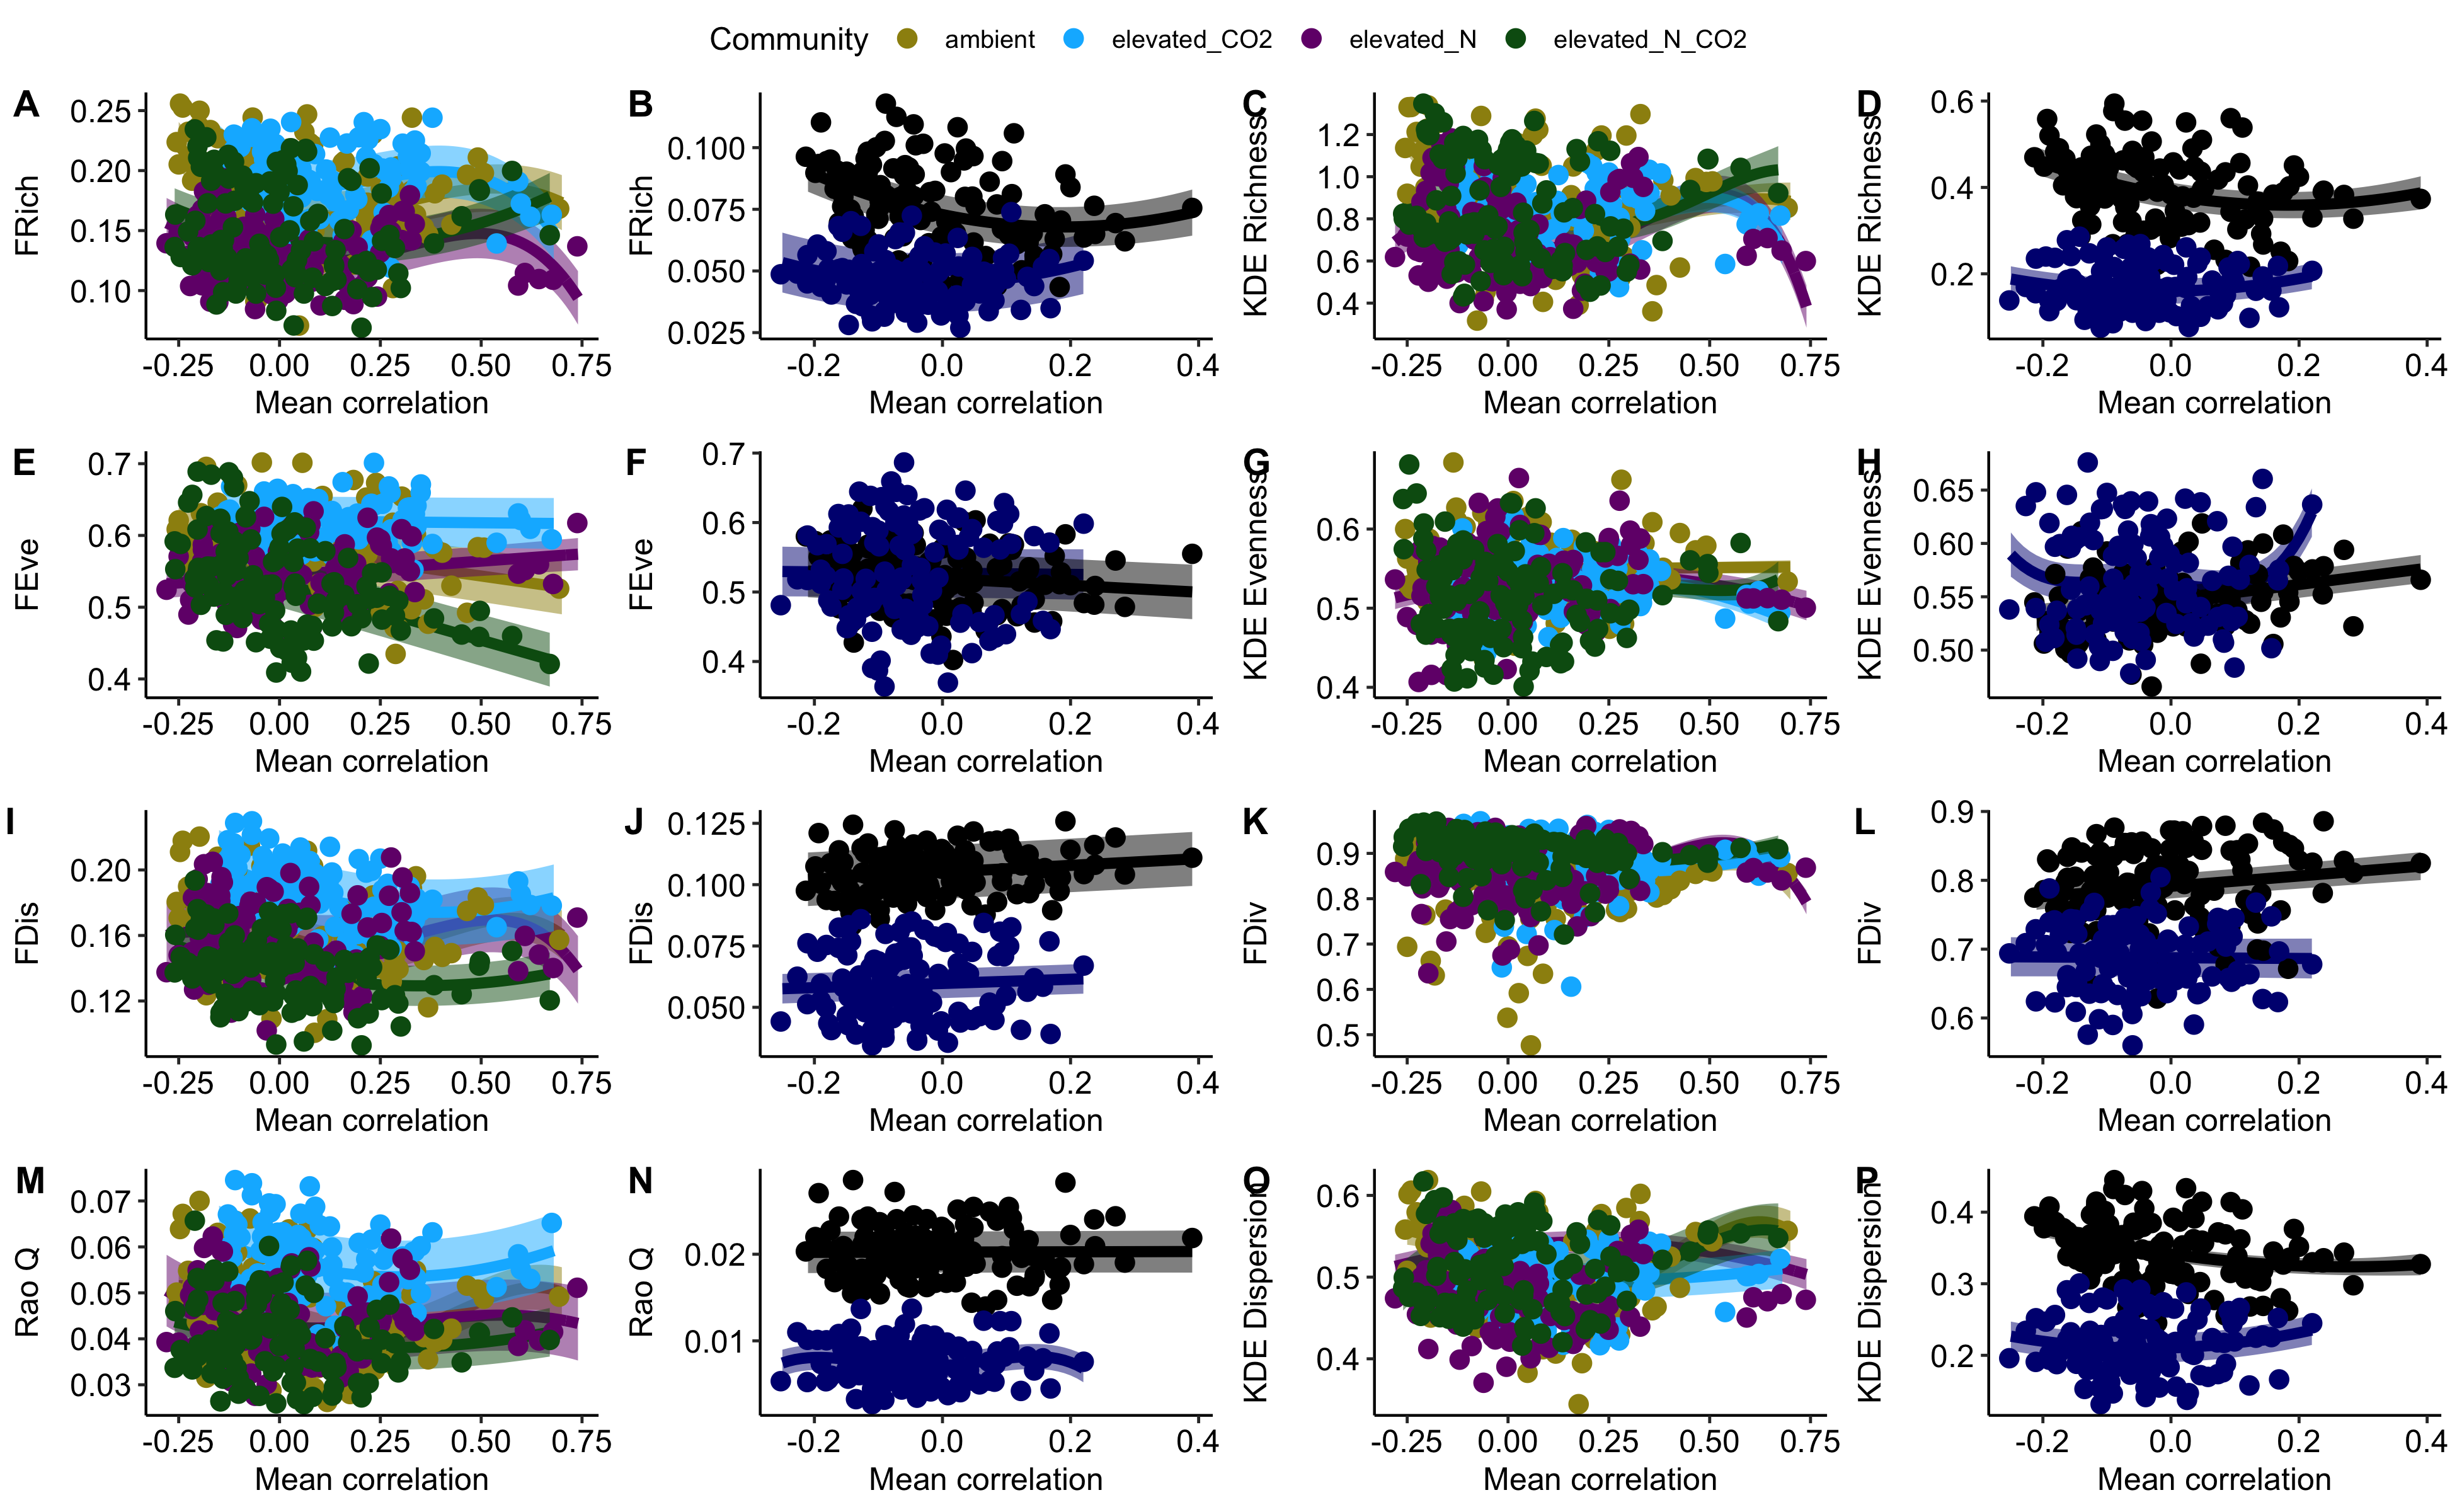 Community ambient elevated_CO2 elevated_N elevated_N_CO2
A B C D
0.25 0.20 0.15 0.10
FRich
-0.25 0.00 0.25 0.50 0.75
Mean correlation
0.100 0.075 0.050 0.025
FRich
-0.2 0.0 0.2 0.4
Mean correlation
1.2 1.0 0.8 0.6 0.4
KDE Richness
-0.25 0.00 0.25 0.50 0.75
Mean correlation
0.6 0.4 0.2
KDE Richness
-0.2 0.0 0.2 0.4
Mean correlation
E F G H
0.7 0.6 0.5 0.4
FEve
-0.25 0.00 0.25 0.50 0.75
Mean correlation
0.7 0.6 0.5 0.4
FEve
-0.2 0.0 0.2 0.4
Mean correlation
0.6 0.5 0.4
KDE Evenness
-0.25 0.00 0.25 0.50 0.75
Mean correlation
0.65 0.60 0.55 0.50
KDE Evenness
-0.2 0.0 0.2 0.4
Mean correlation
I J K L
0.20 0.16 0.12
FDis
-0.25 0.00 0.25 0.50 0.75
Mean correlation
0.125 0.100 0.075 0.050
FDis
-0.2 0.0 0.2 0.4
Mean correlation
0.9 0.8 0.7 0.6 0.5
FDiv
-0.25 0.00 0.25 0.50 0.75
Mean correlation
0.9 0.8 0.7 0.6
FDiv
-0.2 0.0 0.2 0.4
Mean correlation
M N O P
0.07 0.06 0.05 0.04 0.03
Rao Q
-0.25 0.00 0.25 0.50 0.75
Mean correlation
0.02 0.01
Rao Q
-0.2 0.0 0.2 0.4
Mean correlation
0.6 0.5 0.4
KDE Dispersion
-0.25 0.00 0.25 0.50 0.75
Mean correlation
0.4 0.3 0.2
KDE Dispersion
-0.2 0.0 0.2 0.4
Mean correlation